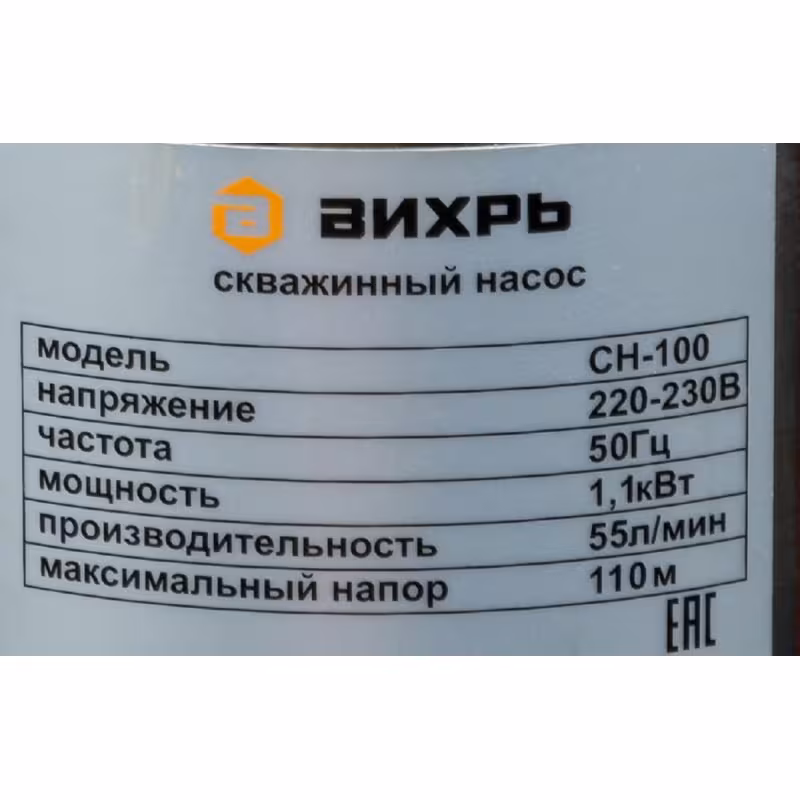 ВИХРЬ
скважинный насос
модель СН-100
напряжение 220-230В
частота 50Гц
мощность 1,1кВт
производительность 55л/мин
максимальный напор 110м
ЕАС